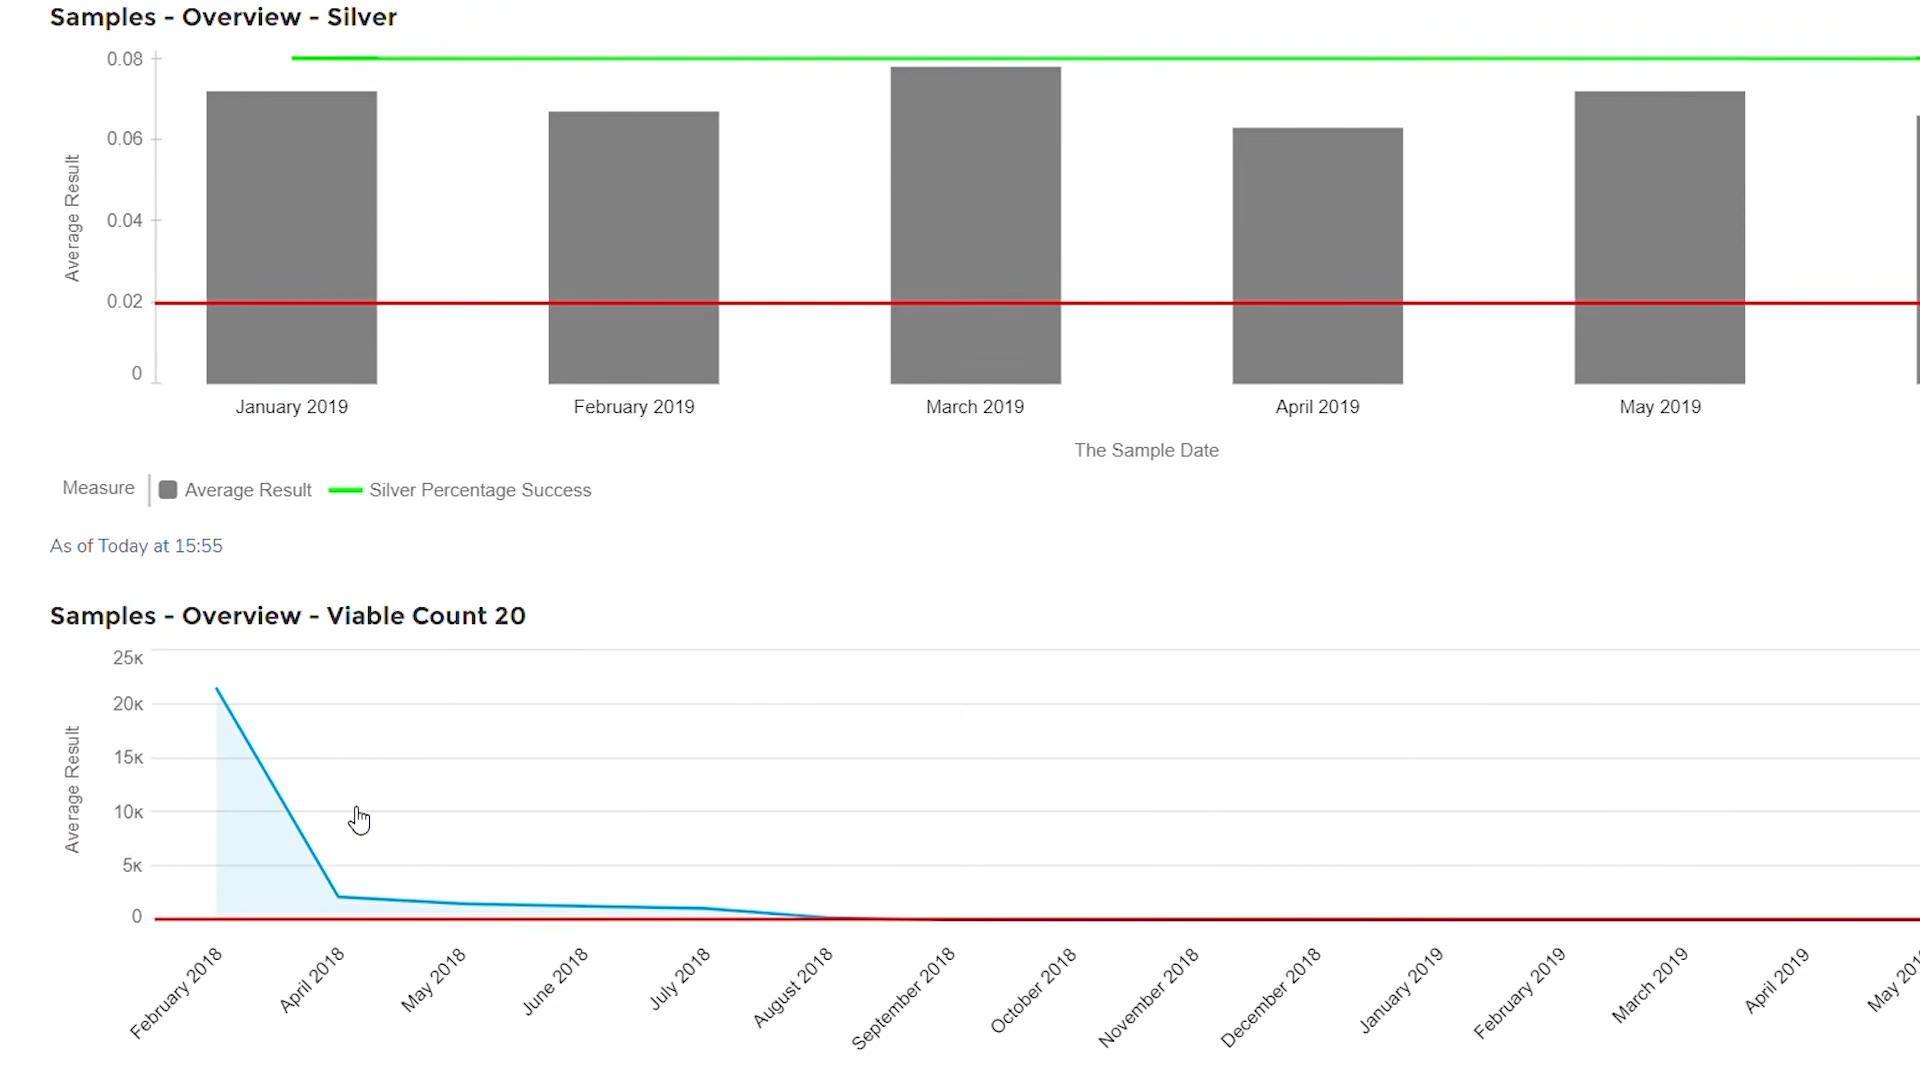 Samples - Overview - Silver
0.08
0.06
0.04
0.02
0
Average Result
January 2019
February 2019
March 2019
April 2019
May 2019
The Sample Date
Measure
Average Result
Silver Percentage Success
As of Today at 15:55
Samples - Overview - Viable Count 20
25K
20K
15K
10K
5K
0
Average Result
February 2018
April 2018
May 2018
June 2018
July 2018
August 2018
September 2018
October 2018
November 2018
December 2018
January 2019
February 2019
March 2019
April 2019
May